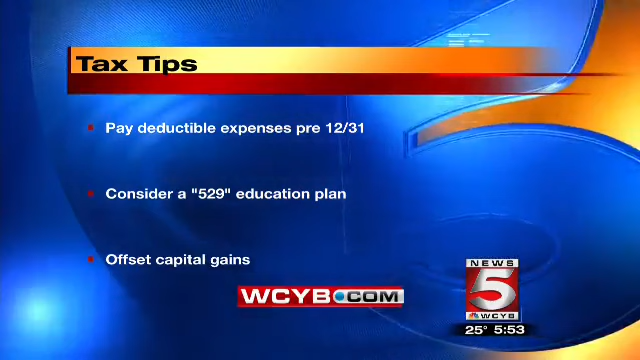 Tax Tips
Pay deductible expenses pre 12/31
Consider a "529" education plan
Offset capital gains
WCYB.COM
NEWS
5
WCYB
25° 5:53